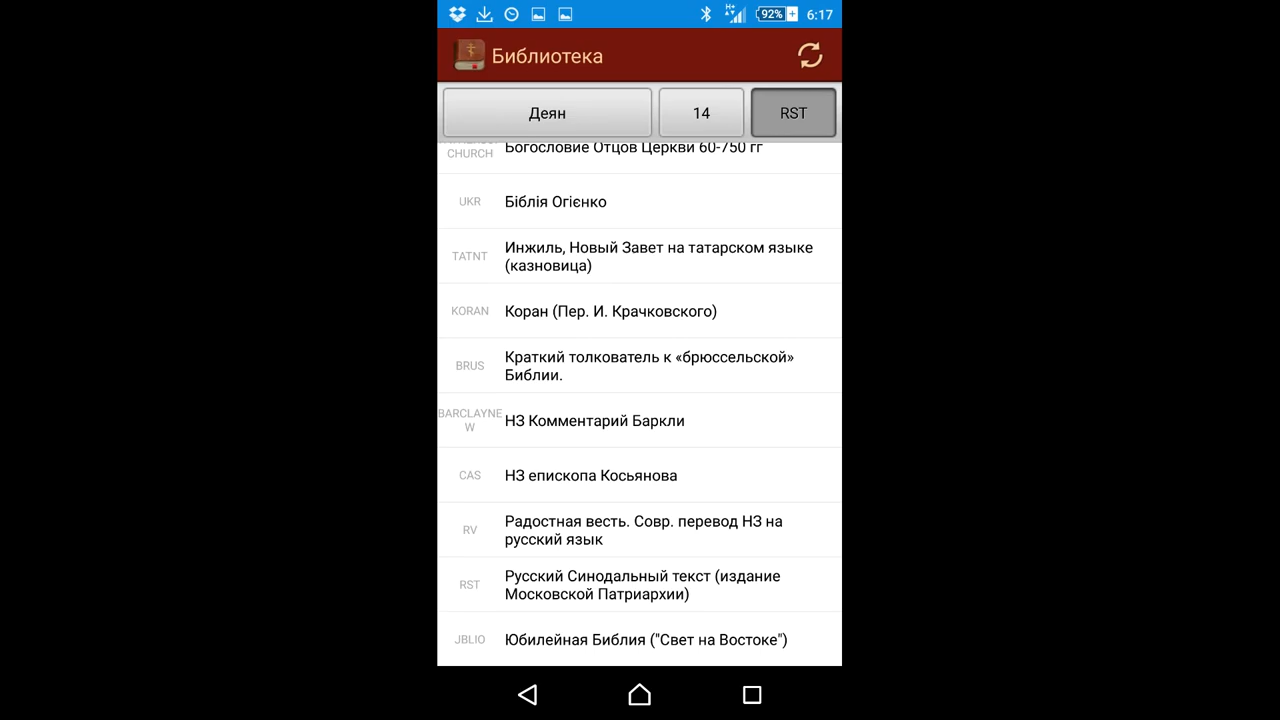 92%
6:17
Библиотека
Деян
14
RST
CHURCH
Богословие Отцов Церкви 60-750 гг
UKR
Біблія Огієнко
TATNT
Инжиль, Новый Завет на татарском языке
(казновица)
KORAN
Коран (Пер. И. Крачковского)
BRUS
Краткий толкователь к «брюссельской»
Библии.
BARCLAYNE
W
НЗ Комментарий Баркли
CAS
НЗ епископа Косьянова
RV
Радостная весть. Совр. перевод НЗ на
русский язык
RST
Русский Синодальный текст (издание
Московской Патриархии)
JBLIO
Юбилейная Библия ("Свет на Востоке")